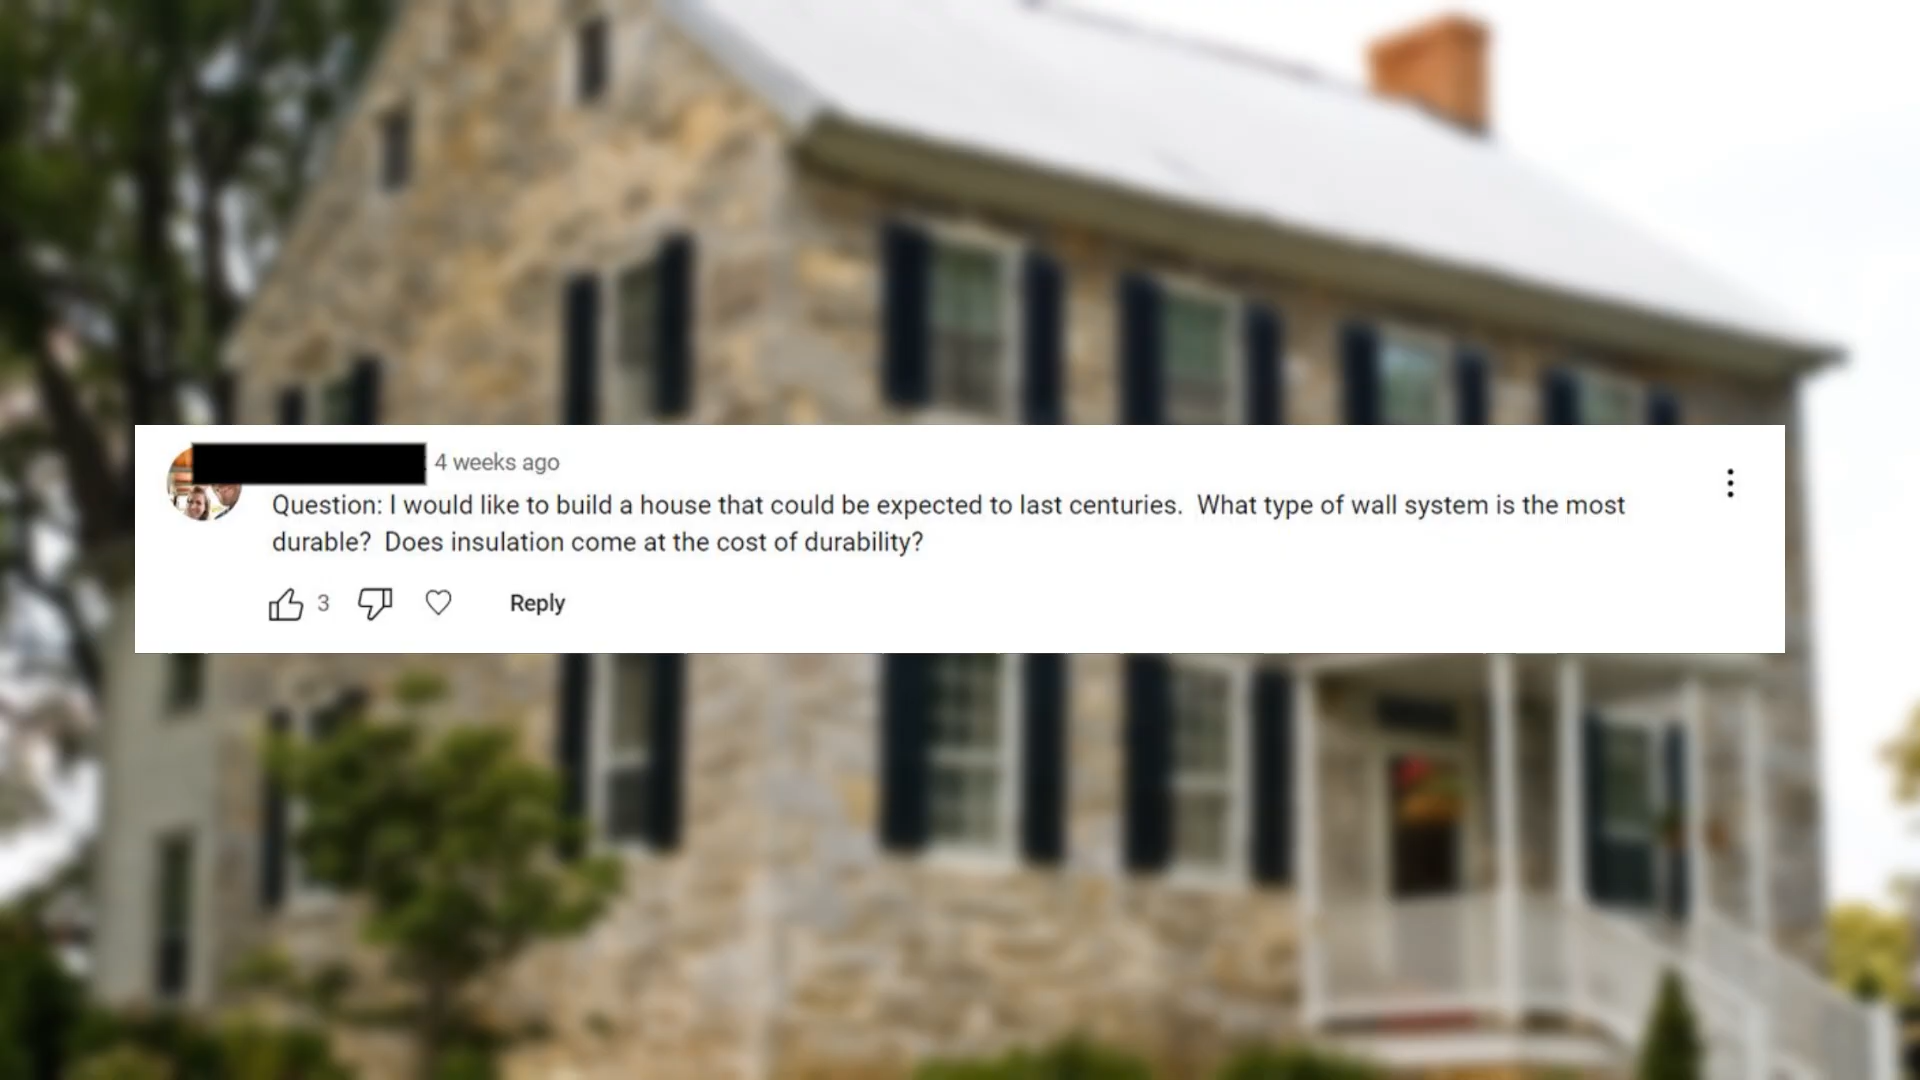 4 weeks ago
Question: I would like to build a house that could be expected to last centuries.  What type of wall system is the most
durable?  Does insulation come at the cost of durability?
3
Reply